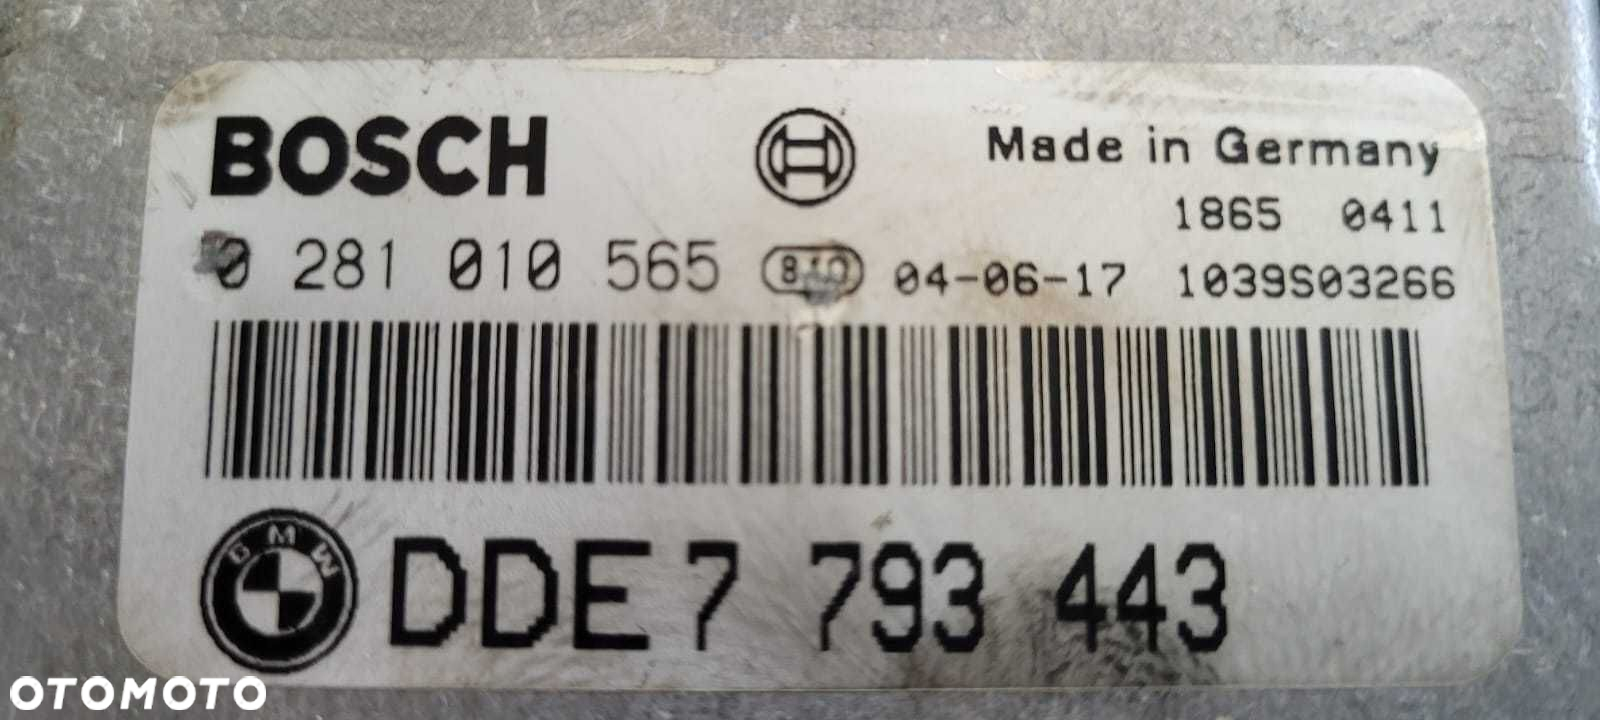 BOSCH
Made in Germany
1865 0411
0 281 010 565 04-06-17 1039S03266
BMW
DDE 7 793 443
OTOMOTO